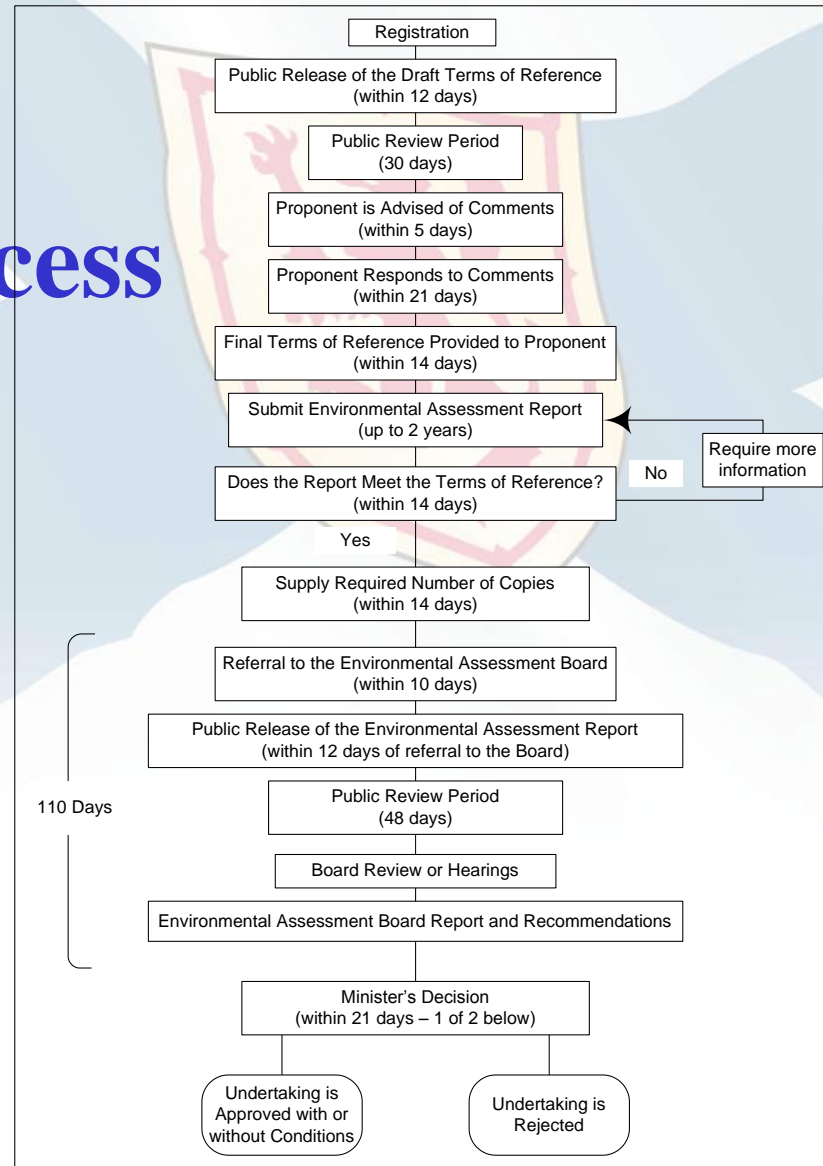 Registration
Public Release of the Draft Terms of Reference
(within 12 days)
Public Review Period
(30 days)
Proponent is Advised of Comments
(within 5 days)
cess
Proponent Responds to Comments
(within 21 days)
Final Terms of Reference Provided to Proponent
(within 14 days)
Submit Environmental Assessment Report
(up to 2 years)
Require more
information
No
Does the Report Meet the Terms of Reference?
(within 14 days)
Yes
Supply Required Number of Copies
(within 14 days)
Referral to the Environmental Assessment Board
(within 10 days)
Public Release of the Environmental Assessment Report
(within 12 days of referral to the Board)
110 Days
Public Review Period
(48 days)
Board Review or Hearings
Environmental Assessment Board Report and Recommendations
Minister’s Decision
(within 21 days – 1 of 2 below)
Undertaking is
Approved with or
without Conditions
Undertaking is
Rejected